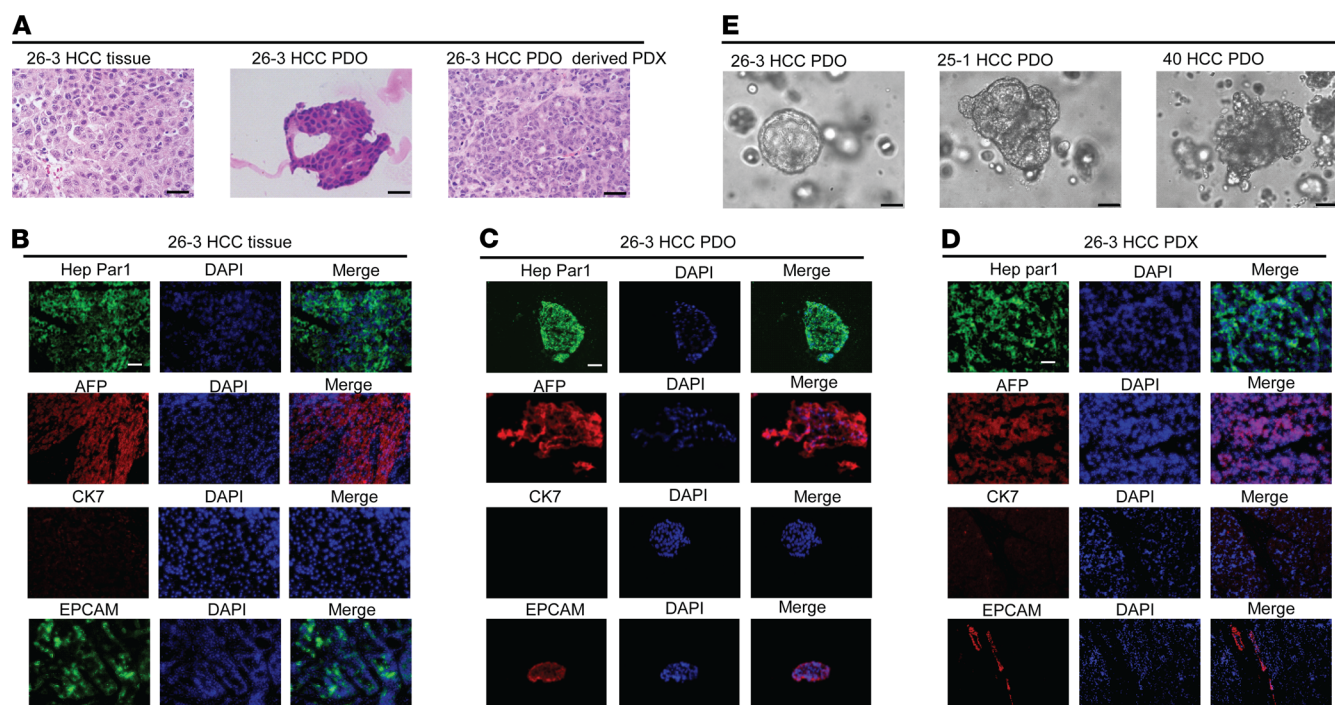 A
26-3 HCC tissue
26-3 HCC PDO
26-3 HCC PDO derived PDX
E
26-3 HCC PDO
25-1 HCC PDO
40 HCC PDO
B
26-3 HCC tissue
Hep Par1
DAPI
Merge
AFP
DAPI
Merge
CK7
DAPI
Merge
EPCAM
DAPI
Merge
C
26-3 HCC PDO
Hep Par1
DAPI
Merge
AFP
DAPI
Merge
CK7
DAPI
Merge
EPCAM
DAPI
Merge
D
26-3 HCC PDX
Hep par1
DAPI
Merge
AFP
DAPI
Merge
CK7
DAPI
Merge
EPCAM
DAPI
Merge